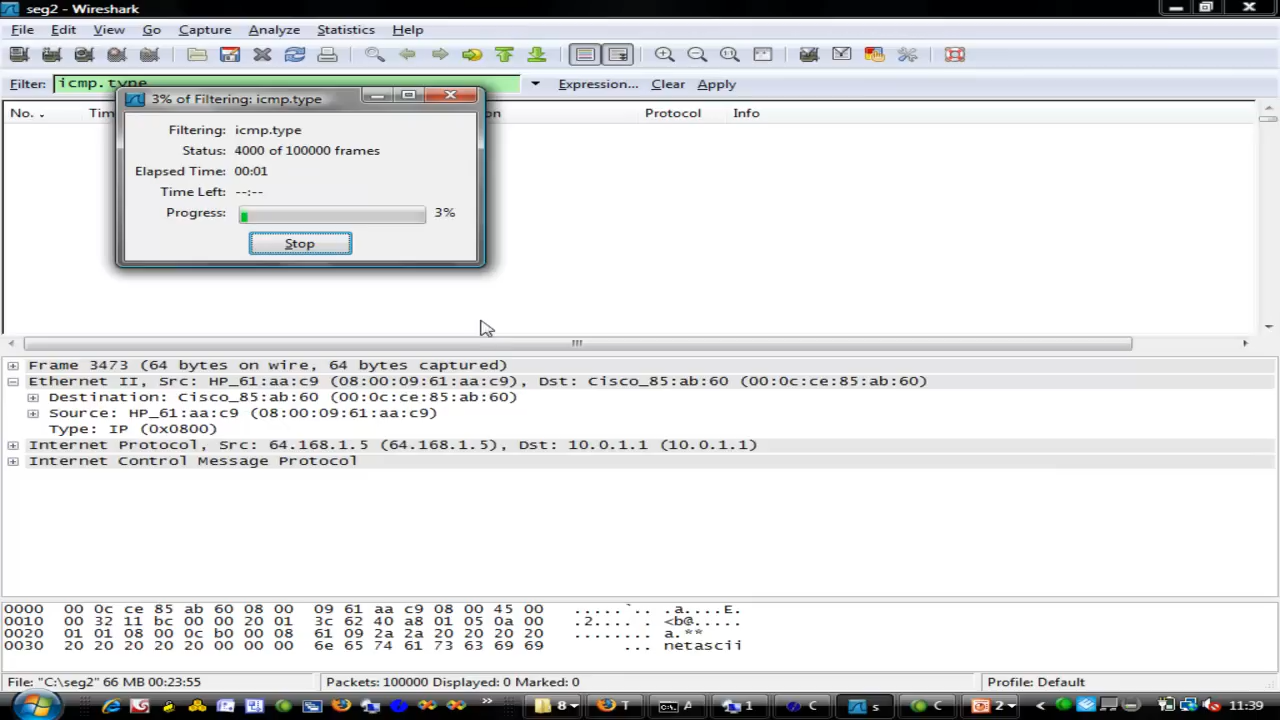 seg2 - Wireshark
File Edit View Go Capture Analyze Statistics Help
Filter: icmp.type Expression... Clear Apply
3% of Filtering: icmp.type
No. Tim on Protocol Info
Filtering: icmp.type
Status: 4000 of 100000 frames
Elapsed Time: 00:01
Time Left: --:--
Progress: 3%
Stop
Frame 3473 (64 bytes on wire, 64 bytes captured)
Ethernet II, Src: HP_61:aa:c9 (08:00:09:61:aa:c9), Dst: Cisco_85:ab:60 (00:0c:ce:85:ab:60)
Destination: Cisco_85:ab:60 (00:0c:ce:85:ab:60)
Source: HP_61:aa:c9 (08:00:09:61:aa:c9)
Type: IP (0x0800)
Internet Protocol, Src: 64.168.1.5 (64.168.1.5), Dst: 10.0.1.1 (10.0.1.1)
Internet Control Message Protocol
0000 00 0c ce 85 ab 60 08 00 09 61 aa c9 08 00 45 00 .....`.. .a....E.
0010 00 32 11 bc 00 00 20 01 3c 62 40 a8 01 05 0a 00 .2.... . <b@.....
0020 01 01 08 00 0c b0 00 08 61 09 2a 2a 20 20 20 20 ........ a.**
0030 20 20 20 20 20 00 00 00 6e 65 74 61 73 63 69 69 ... netascii
File: "C:\seg2" 66 MB 00:23:55 Packets: 100000 Displayed: 0 Marked: 0 Profile: Default
8 T A 1 C s C 2 11:39